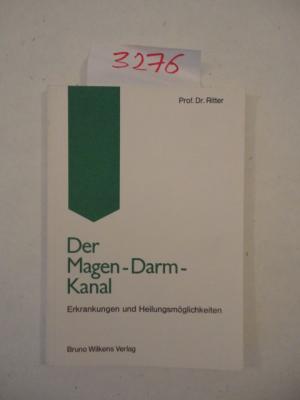 3276
Prof. Dr. Ritter
Der
Magen-Darm-
Kanal
Erkrankungen und Heilungsmöglichkeiten
Bruno Wilkens Verlag